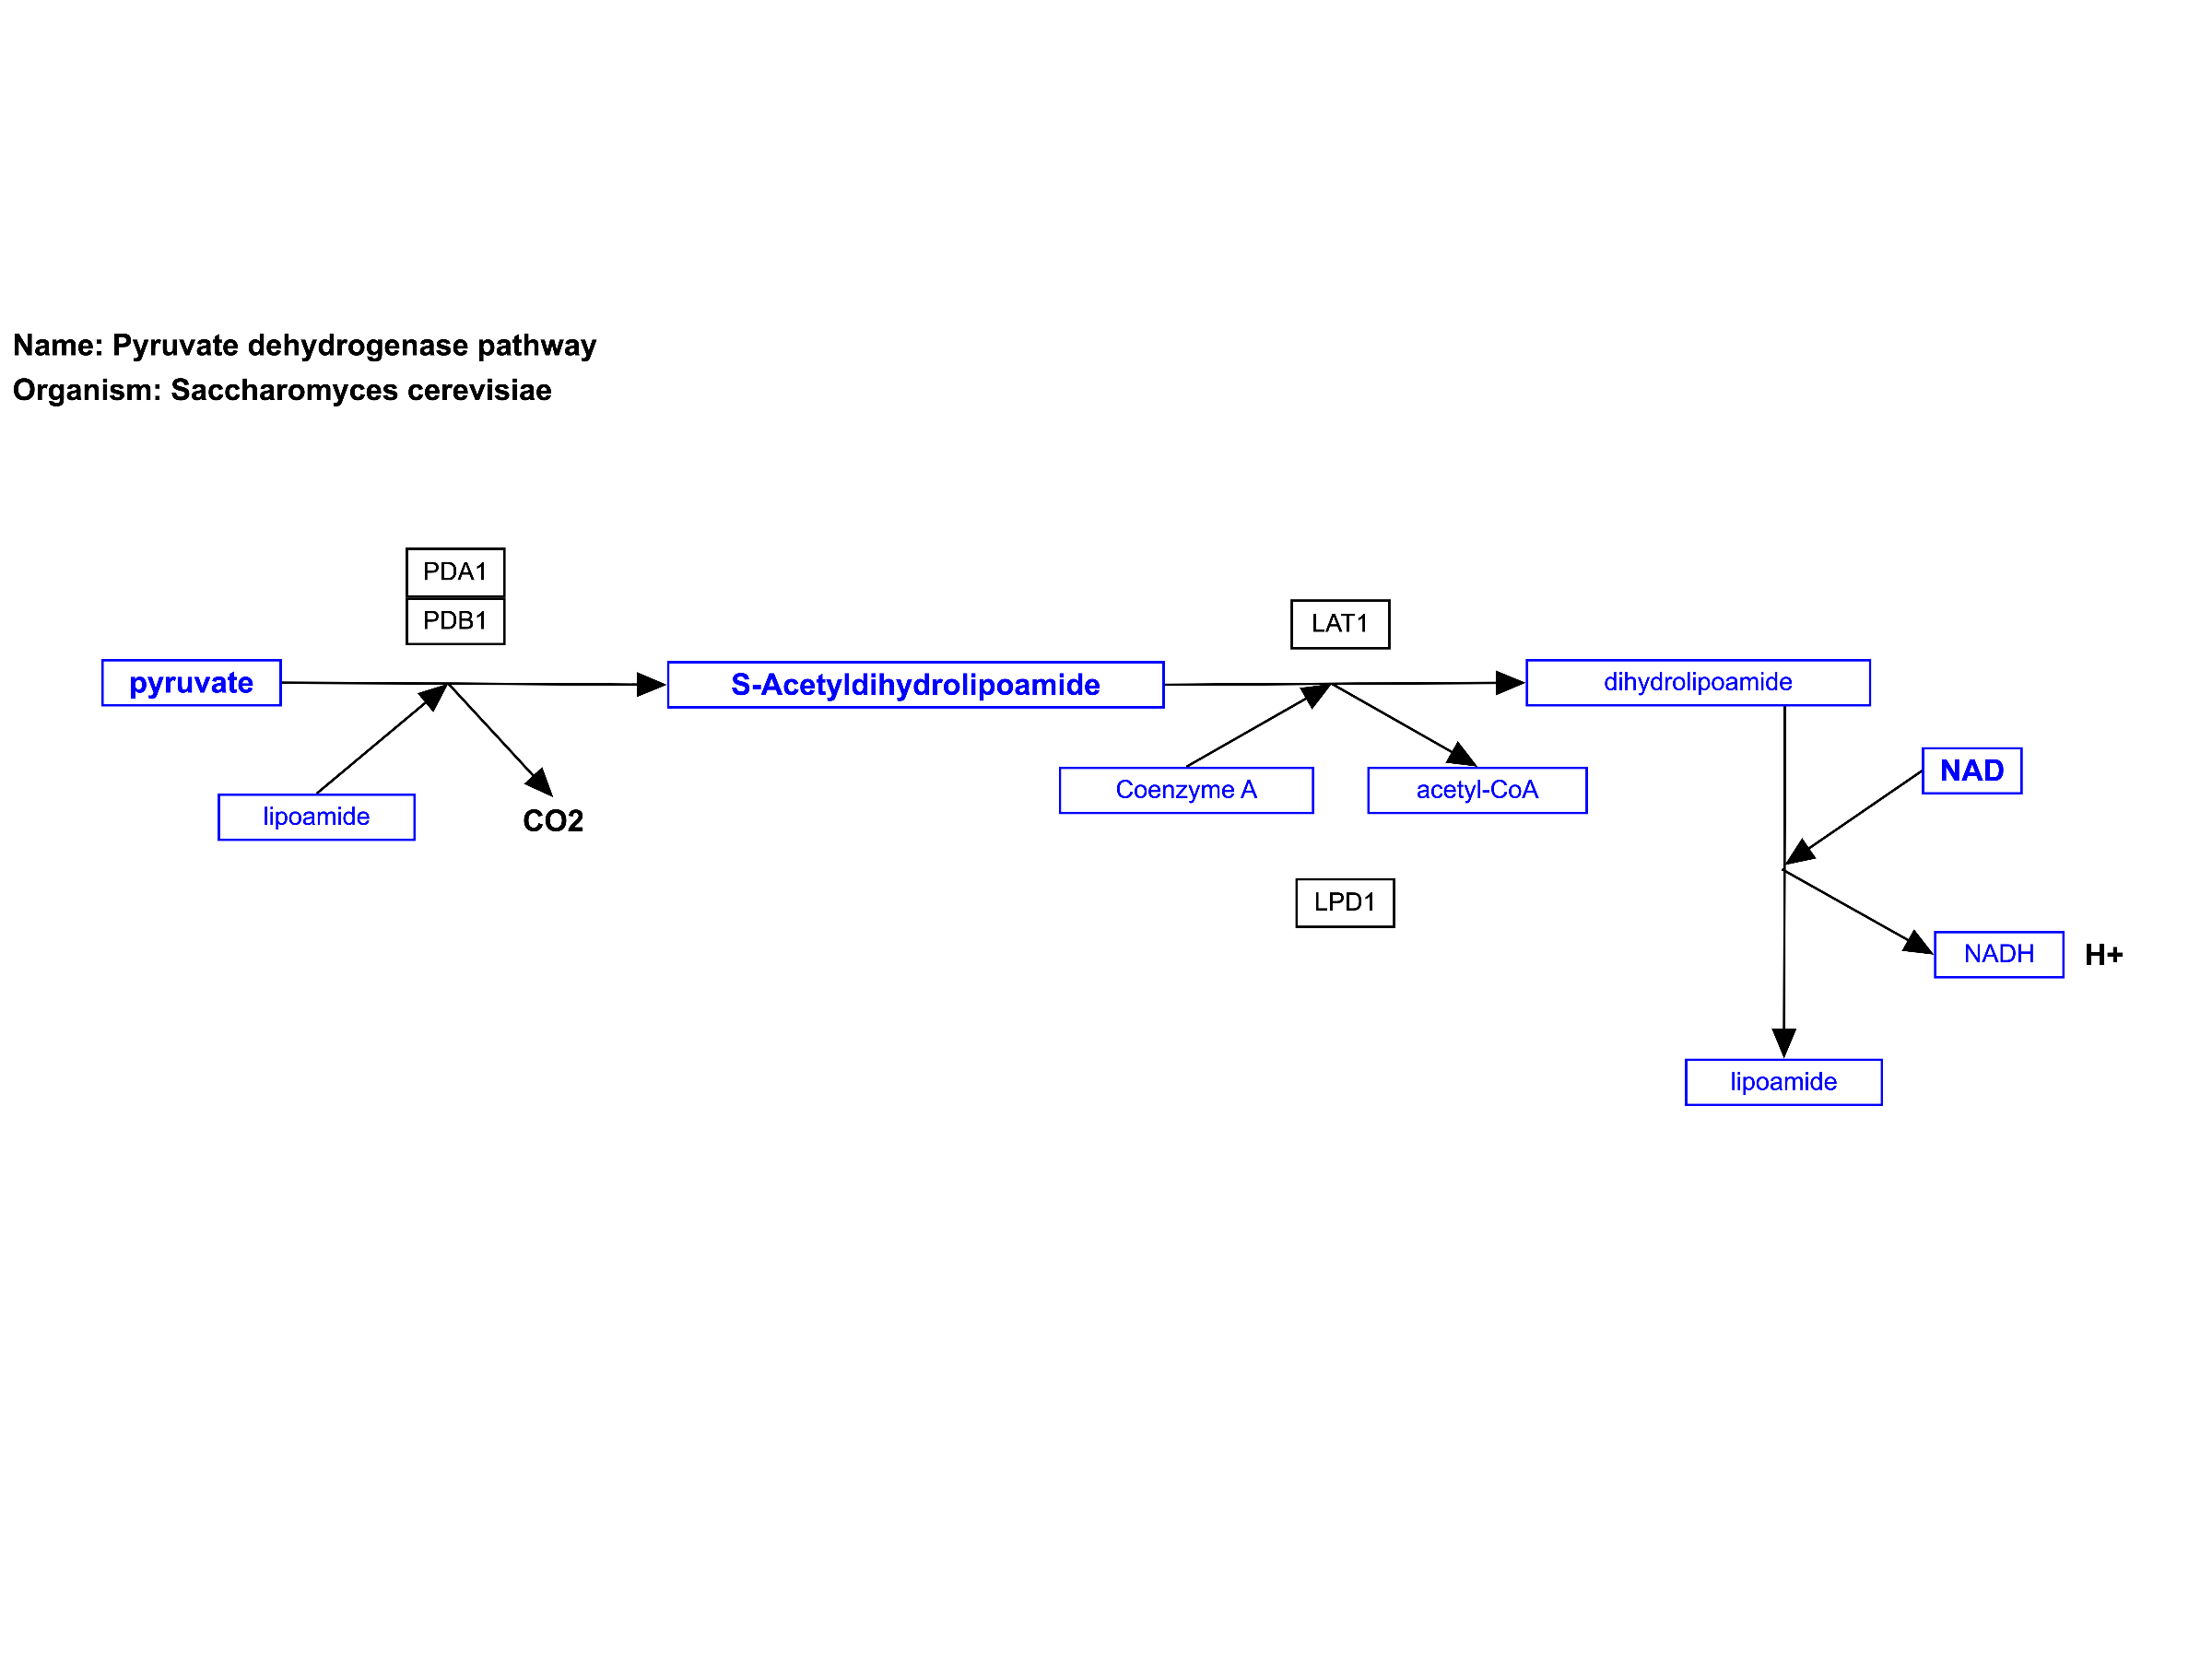 Name: Pyruvate dehydrogenase pathway
Organism: Saccharomyces cerevisiae
PDA1
PDB1
LAT1
pyruvate
S-Acetyldihydrolipoamide
dihydrolipoamide
NAD
lipoamide
CO2
Coenzyme A
acetyl-CoA
LPD1
NADH
H+
lipoamide